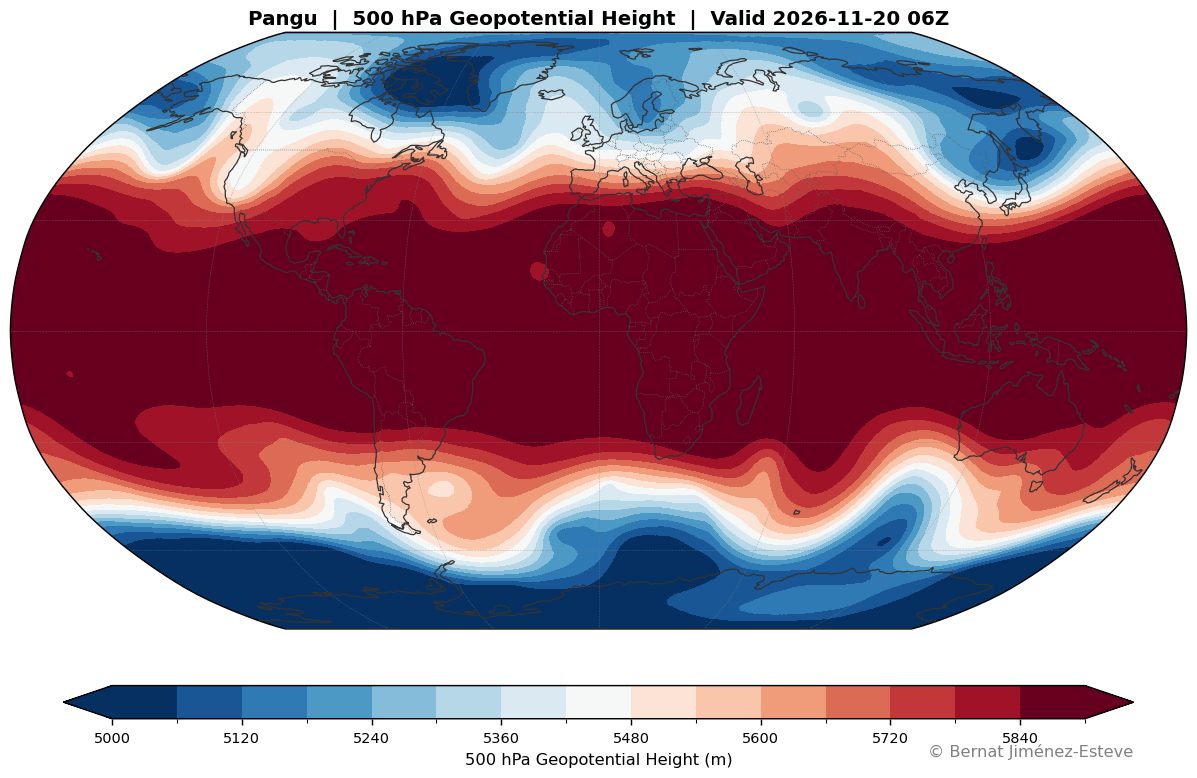 Pangu | 500 hPa Geopotential Height | Valid 2026-11-20 06Z
5000 5120 5240 5360 5480 5600 5720 5840
500 hPa Geopotential Height (m)
© Bernat Jiménez-Esteve